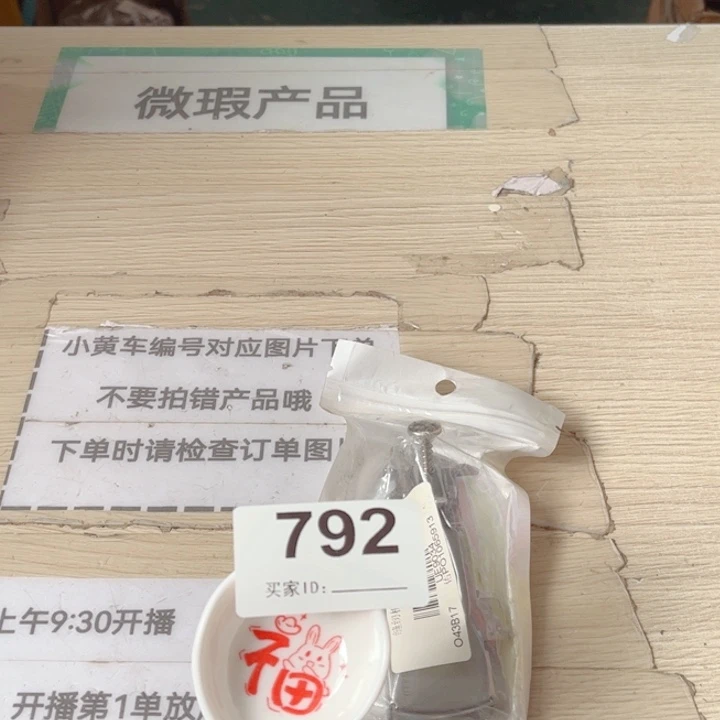 微瑕产品
小黄车编号对应图片下单
不要拍错产品哦
下单时请检查订单图
792
买家ID:
O43B17
福
上午9:30开播
开播第1单放